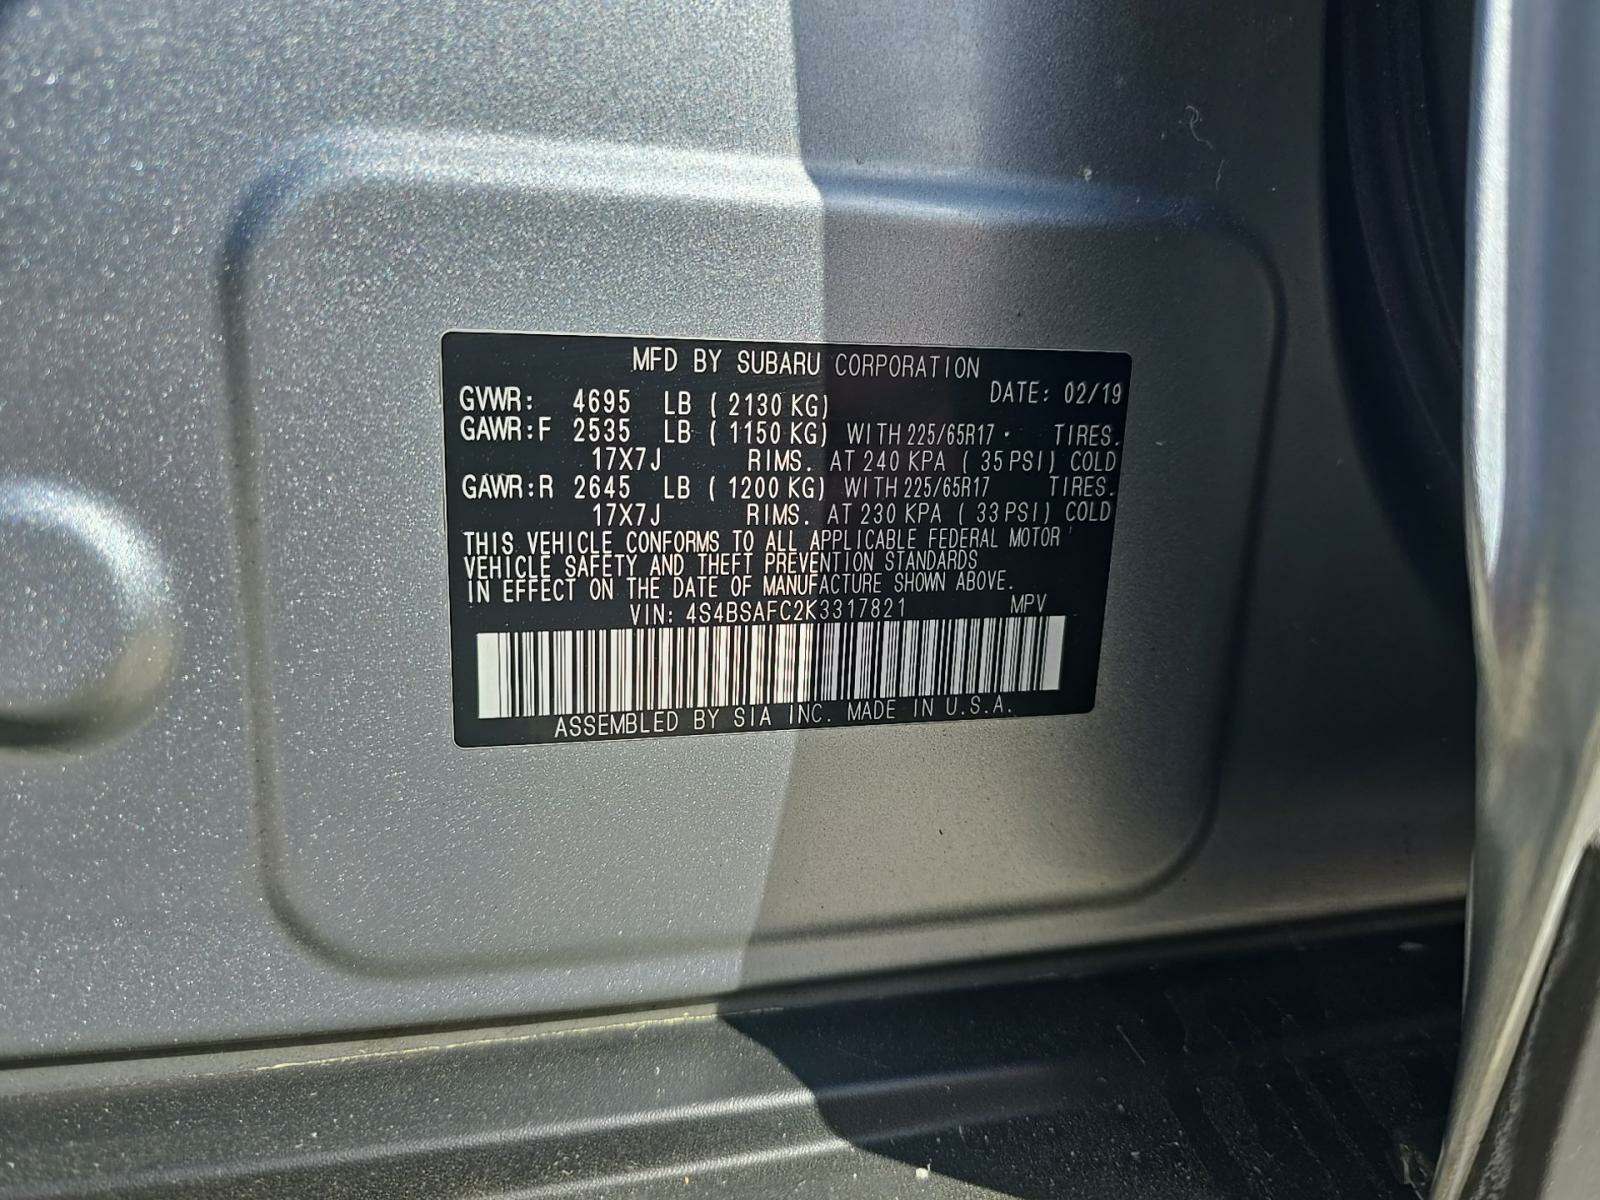 MFD BY SUBARU CORPORATION
DATE: 02/19
GVWR: 4695 LB ( 2130 KG)
GAWR:F 2535 LB ( 1150 KG) WITH 225/65R17 TIRES.
17X7J RIMS. AT 240 KPA ( 35 PSI) COLD
GAWR:R 2645 LB ( 1200 KG) WITH 225/65R17 TIRES.
17X7J RIMS. AT 230 KPA ( 33 PSI) COLD
THIS VEHICLE CONFORMS TO ALL APPLICABLE FEDERAL MOTOR
VEHICLE SAFETY AND THEFT PREVENTION STANDARDS
IN EFFECT ON THE DATE OF MANUFACTURE SHOWN ABOVE.
VIN: 4S4BSAFC2K3317821 MPV
ASSEMBLED BY SIA INC. MADE IN U.S.A.